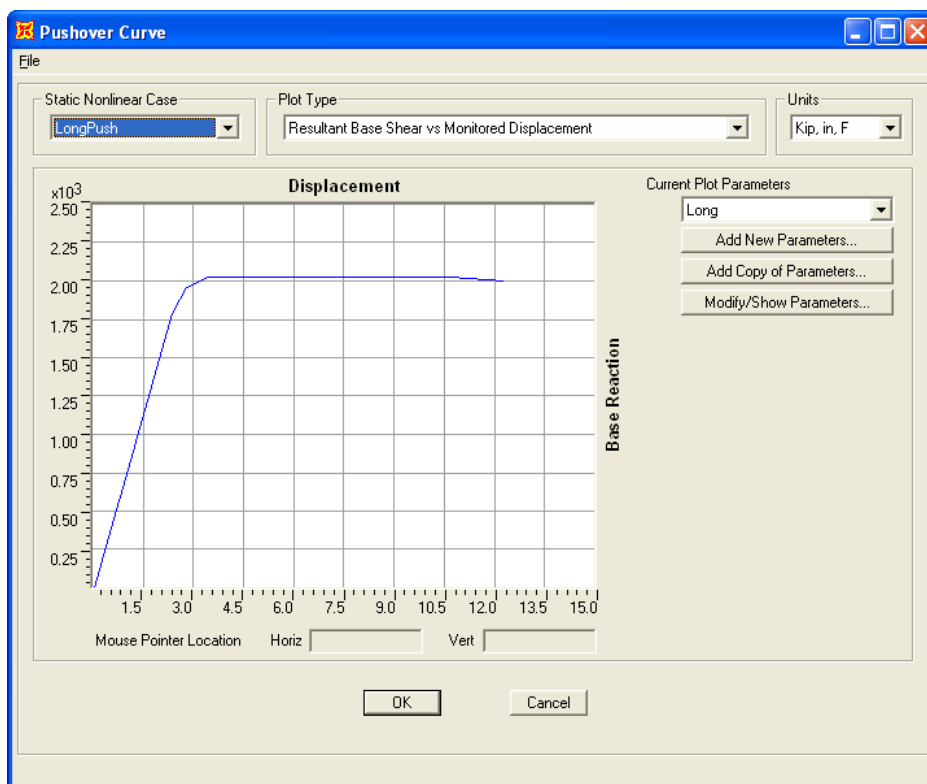 Pushover Curve
File
Static Nonlinear Case
Plot Type
Units
LongPush
Resultant Base Shear vs Monitored Displacement
Kip, in, F
x10^3
Displacement
Current Plot Parameters
Long
Add New Parameters...
Add Copy of Parameters...
Modify/Show Parameters...
2.50
2.25
2.00
1.75
1.50
1.25
1.00
0.75
0.50
0.25
Base Reaction
1.5 3.0 4.5 6.0 7.5 9.0 10.5 12.0 13.5 15.0
Mouse Pointer Location Horiz Vert
OK Cancel